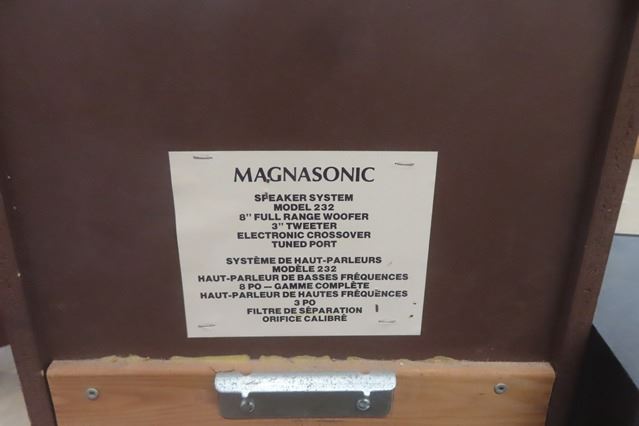 MAGNASONIC
SPEAKER SYSTEM
MODEL 232
8" FULL RANGE WOOFER
3" TWEETER
ELECTRONIC CROSSOVER
TUNED PORT
SYSTÈME DE HAUT-PARLEURS
MODÈLE 232
HAUT-PARLEUR DE BASSES FRÉQUENCES
8 PO — GAMME COMPLÈTE
HAUT-PARLEUR DE HAUTES FRÉQUENCES
3 PO
FILTRE DE SÉPARATION
ORIFICE CALIBRÉ